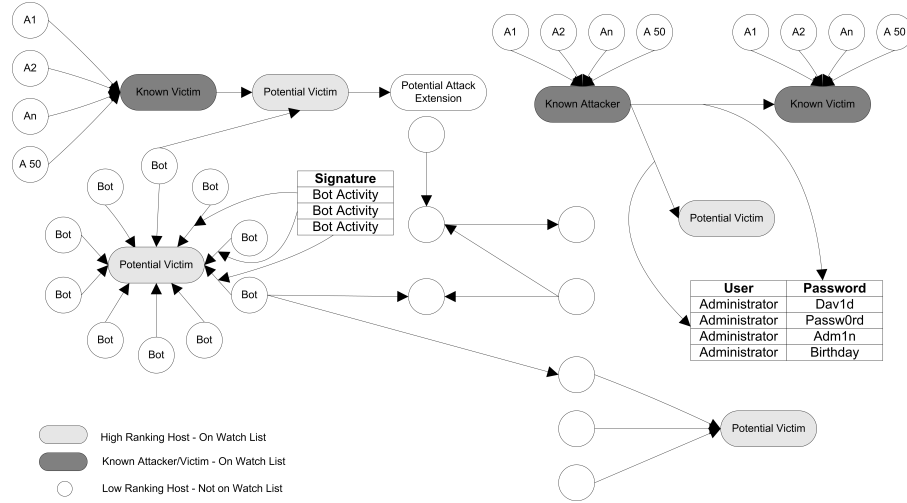 A1
A2
An
A 50
Known Victim
Potential Victim
Potential Attack
Extension
A1
A2
An
A 50
Known Attacker
A1
A2
An
A 50
Known Victim
Potential Victim
Bot
Bot
Bot
Bot
Bot
Bot
Bot
Bot
Bot
Bot
Potential Victim
Signature
Bot Activity
Bot Activity
Bot Activity
User Password
Administrator Dav1d
Administrator Passw0rd
Administrator Adm1n
Administrator Birthday
Potential Victim
High Ranking Host - On Watch List
Known Attacker/Victim - On Watch List
Low Ranking Host - Not on Watch List